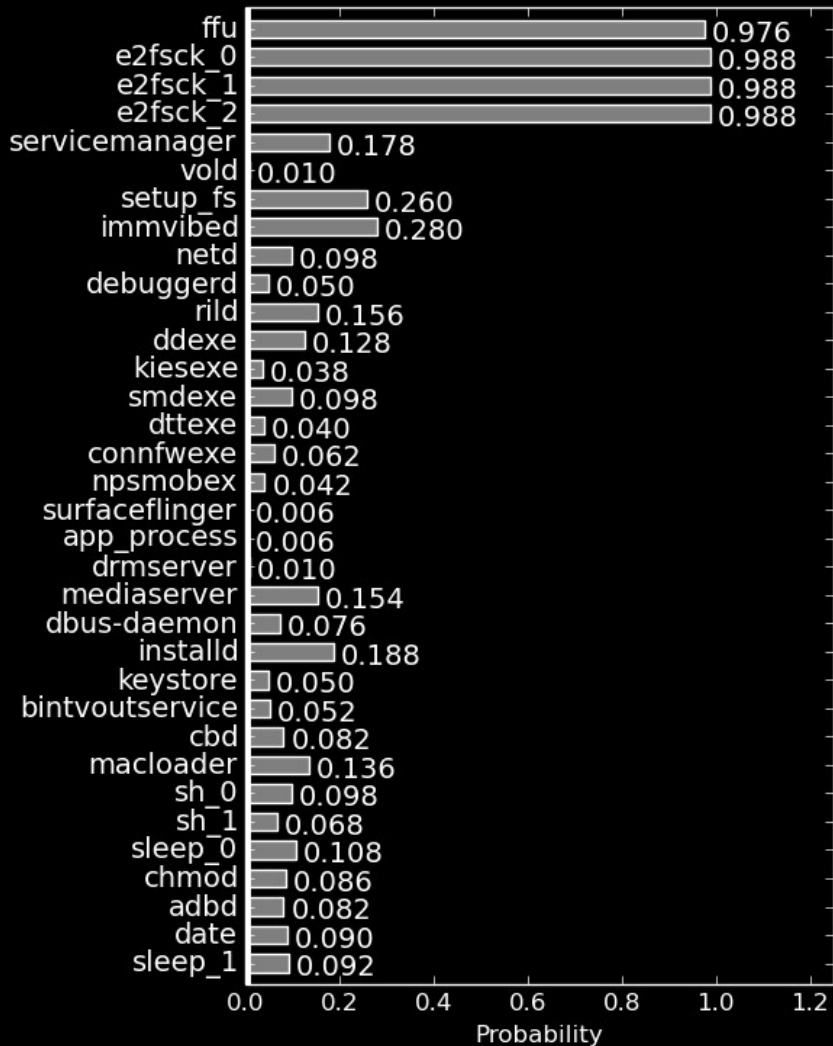 ffu 0.976
e2fsck_0 0.988
e2fsck_1 0.988
e2fsck_2 0.988
servicemanager 0.178
vold 0.010
setup_fs 0.260
immvibed 0.280
netd 0.098
debuggerd 0.050
rild 0.156
ddexe 0.128
kiesexe 0.038
smdexe 0.098
dttexe 0.040
connfwexe 0.062
npsmobex 0.042
surfaceflinger 0.006
app_process 0.006
drmserver 0.010
mediaserver 0.154
dbus-daemon 0.076
installd 0.188
keystore 0.050
bintvoutservice 0.052
cbd 0.082
macloader 0.136
sh_0 0.098
sh_1 0.068
sleep_0 0.108
chmod 0.086
adbd 0.082
date 0.090
sleep_1 0.092
0.0 0.2 0.4 0.6 0.8 1.0 1.2
Probability